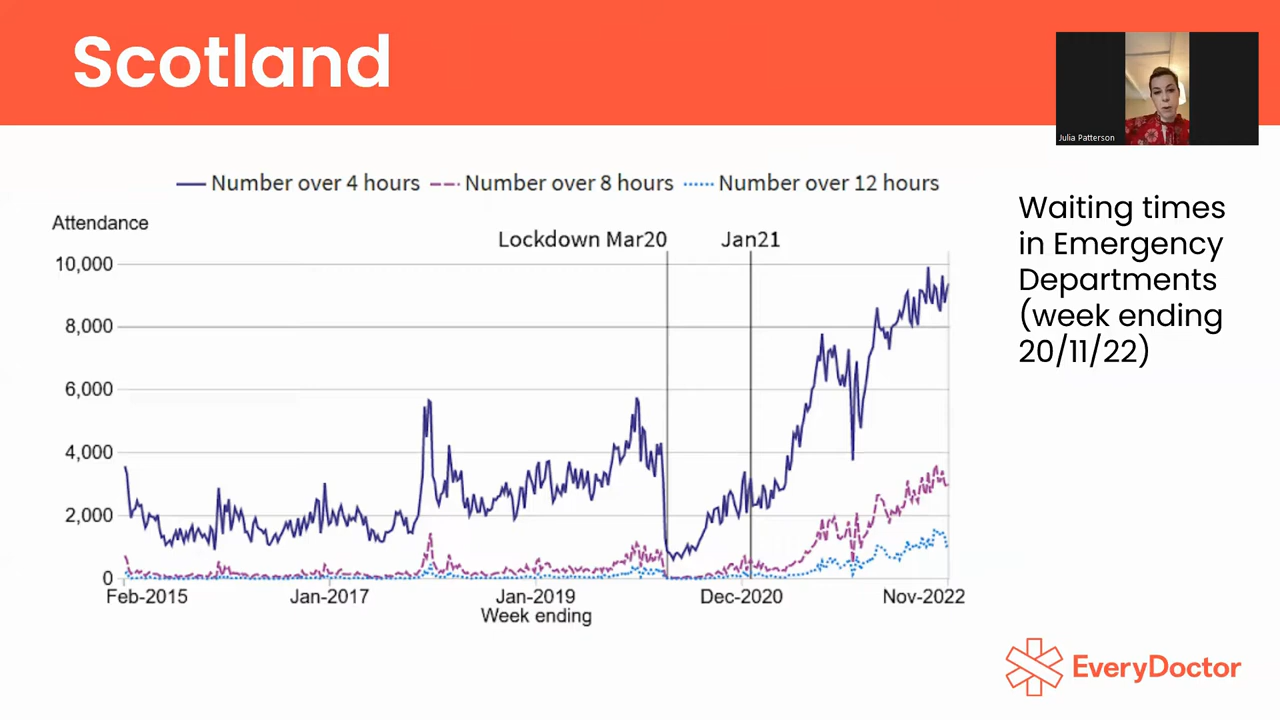 Scotland
Julia Patterson
Number over 4 hours Number over 8 hours Number over 12 hours
Attendance
Lockdown Mar20 Jan21
10,000
8,000
6,000
4,000
2,000
0
Feb-2015 Jan-2017 Jan-2019 Dec-2020 Nov-2022
Week ending
Waiting times
in Emergency
Departments
(week ending
20/11/22)
EveryDoctor